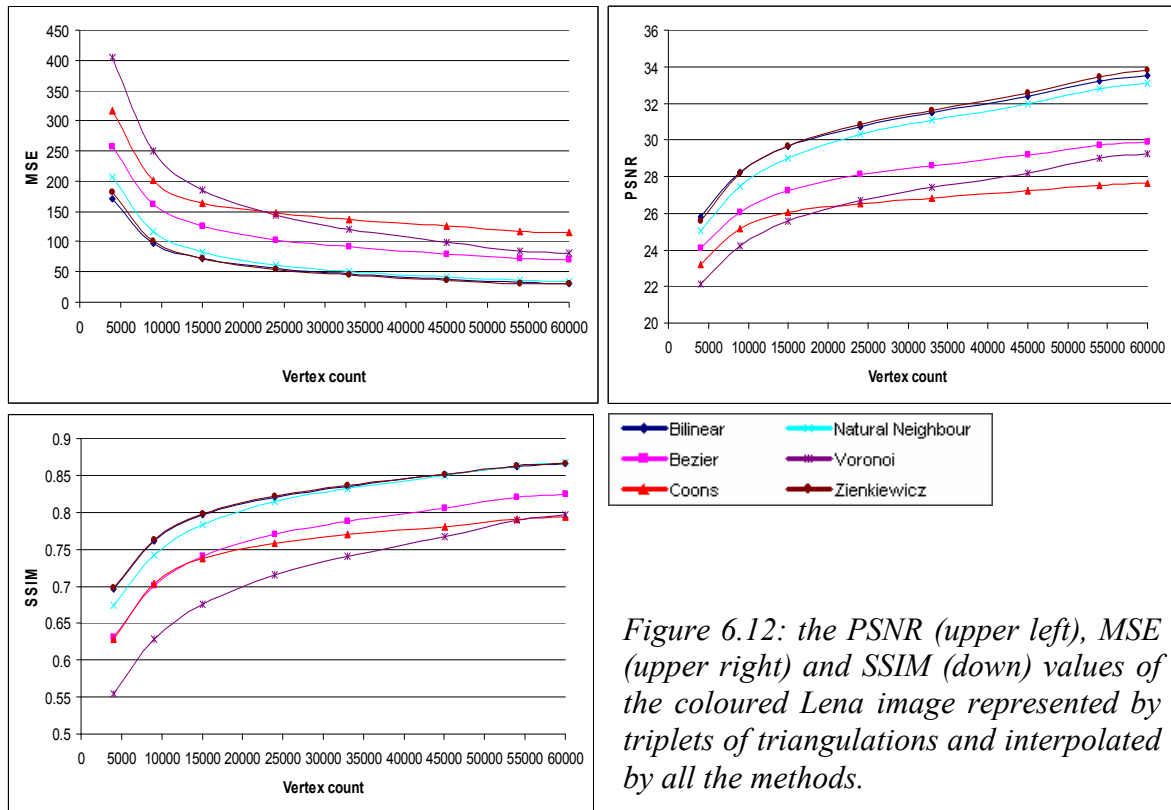 450
400
350
300
250
200
150
100
50
0
MSE
0 5000 10000 15000 20000 25000 30000 35000 40000 45000 50000 55000 60000
Vertex count
36
34
32
30
28
26
24
22
20
PSNR
0 5000 10000 15000 20000 25000 30000 35000 40000 45000 50000 55000 60000
Vertex count
0.9
0.85
0.8
0.75
0.7
0.65
0.6
0.55
0.5
SSIM
0 5000 10000 15000 20000 25000 30000 35000 40000 45000 50000 55000 60000
Vertex count
Bilinear Natural Neighbour
Bezier Voronoi
Coons Zienkiewicz
Figure 6.12: the PSNR (upper left), MSE
(upper right) and SSIM (down) values of
the coloured Lena image represented by
triplets of triangulations and interpolated
by all the methods.